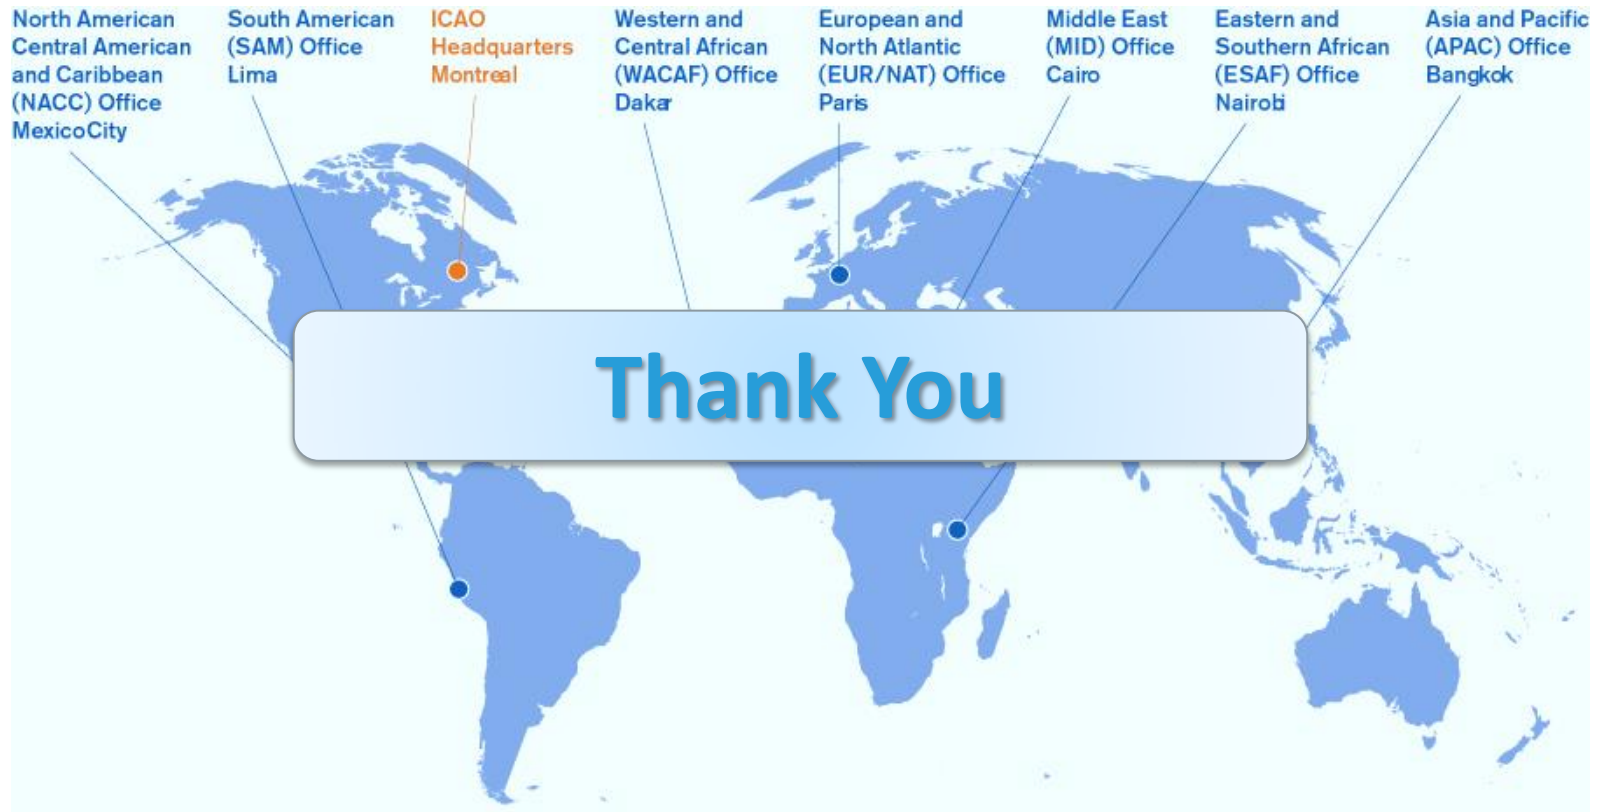 North American
Central American
and Caribbean
(NACC) Office
MexicoCity
South American
(SAM) Office
Lima
ICAO
Headquarters
Montreal
Western and
Central African
(WACAF) Office
Dakar
European and
North Atlantic
(EUR/NAT) Office
Paris
Middle East
(MID) Office
Cairo
Eastern and
Southern African
(ESAF) Office
Nairobi
Asia and Pacific
(APAC) Office
Bangkok
Thank You